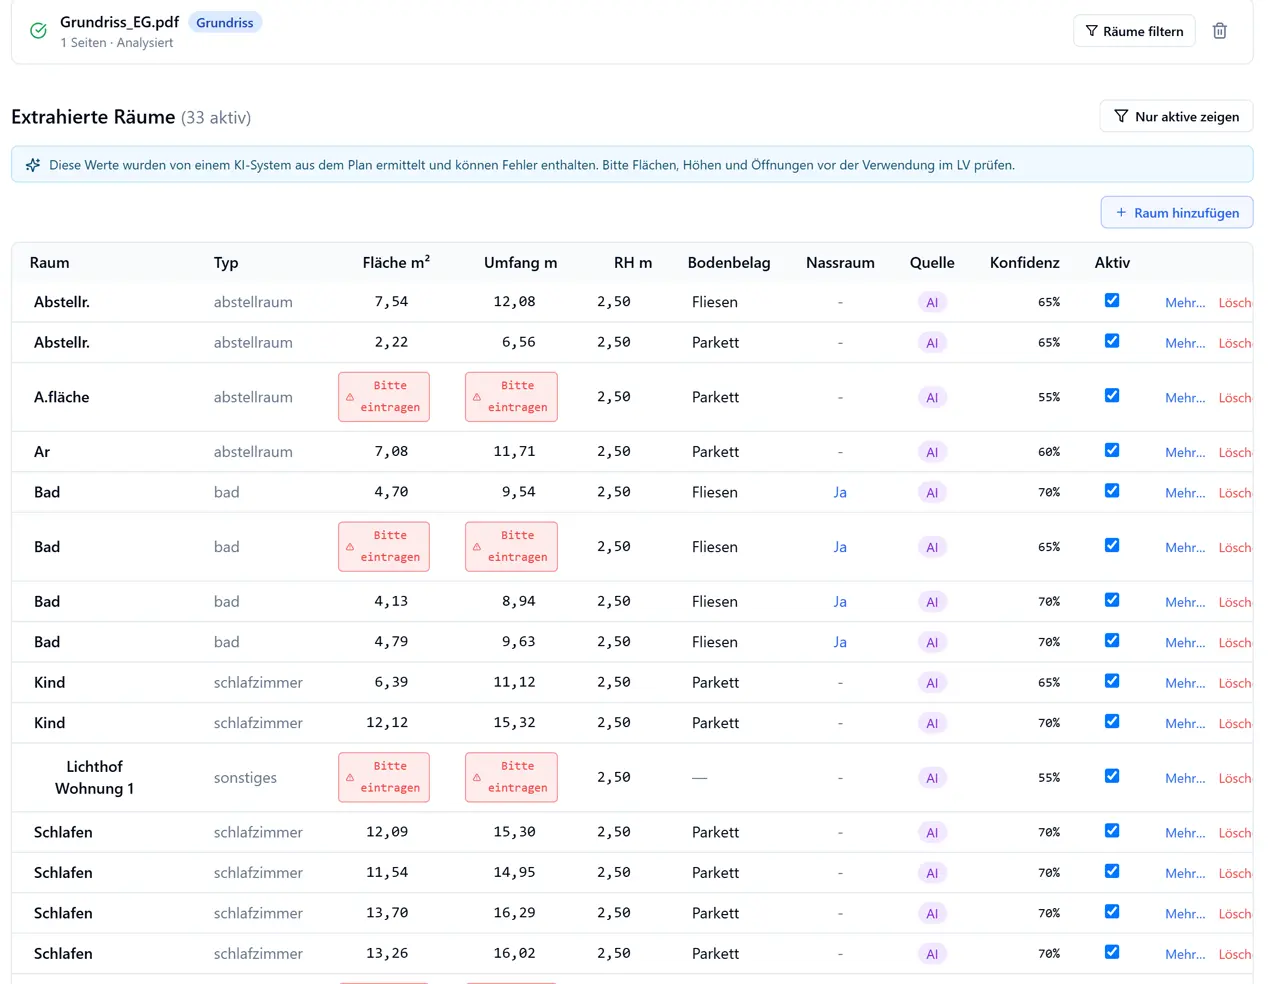 Grundriss_EG.pdf Grundriss
1 Seiten · Analysiert
Räume filtern
Extrahierte Räume (33 aktiv)
Nur aktive zeigen
Diese Werte wurden von einem KI-System aus dem Plan ermittelt und können Fehler enthalten. Bitte Flächen, Höhen und Öffnungen vor der Verwendung im LV prüfen.
+ Raum hinzufügen
Raum Typ Fläche m² Umfang m RH m Bodenbelag Nassraum Quelle Konfidenz Aktiv
Abstellr. abstellraum 7,54 12,08 2,50 Fliesen - AI 65% Mehr... Lösch
Abstellr. abstellraum 2,22 6,56 2,50 Parkett - AI 65% Mehr... Lösch
A.fläche abstellraum Bitte eintragen Bitte eintragen 2,50 Parkett - AI 55% Mehr... Lösch
Ar abstellraum 7,08 11,71 2,50 Parkett - AI 60% Mehr... Lösch
Bad bad 4,70 9,54 2,50 Fliesen Ja AI 70% Mehr... Lösch
Bad bad Bitte eintragen Bitte eintragen 2,50 Fliesen Ja AI 65% Mehr... Lösch
Bad bad 4,13 8,94 2,50 Fliesen Ja AI 70% Mehr... Lösch
Bad bad 4,79 9,63 2,50 Fliesen Ja AI 70% Mehr... Lösch
Kind schlafzimmer 6,39 11,12 2,50 Parkett - AI 65% Mehr... Lösch
Kind schlafzimmer 12,12 15,32 2,50 Parkett - AI 70% Mehr... Lösch
Lichthof Wohnung 1 sonstiges Bitte eintragen Bitte eintragen 2,50 — - AI 55% Mehr... Lösch
Schlafen schlafzimmer 12,09 15,30 2,50 Parkett - AI 70% Mehr... Lösch
Schlafen schlafzimmer 11,54 14,95 2,50 Parkett - AI 70% Mehr... Lösch
Schlafen schlafzimmer 13,70 16,29 2,50 Parkett - AI 70% Mehr... Lösch
Schlafen schlafzimmer 13,26 16,02 2,50 Parkett - AI 70% Mehr... Lösch